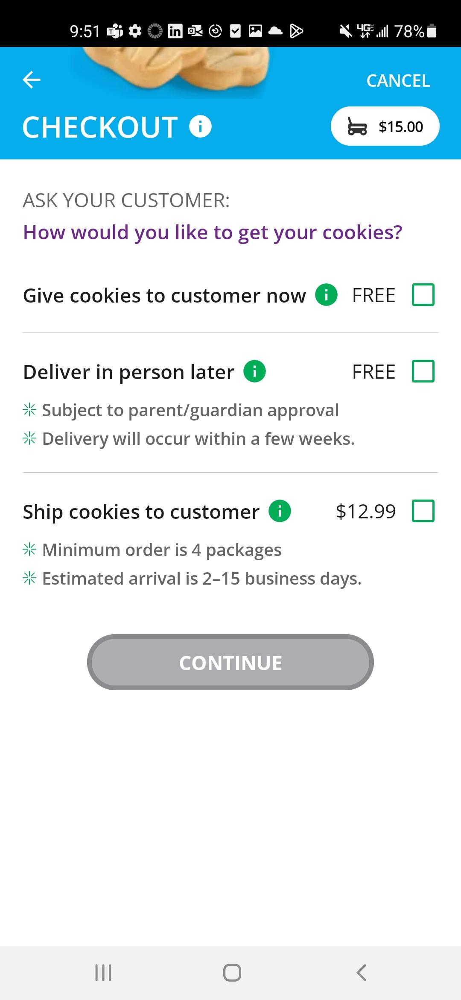 9:51 78%
CANCEL
CHECKOUT $15.00
ASK YOUR CUSTOMER:
How would you like to get your cookies?
Give cookies to customer now FREE
Deliver in person later FREE
Subject to parent/guardian approval
Delivery will occur within a few weeks.
Ship cookies to customer $12.99
Minimum order is 4 packages
Estimated arrival is 2–15 business days.
CONTINUE